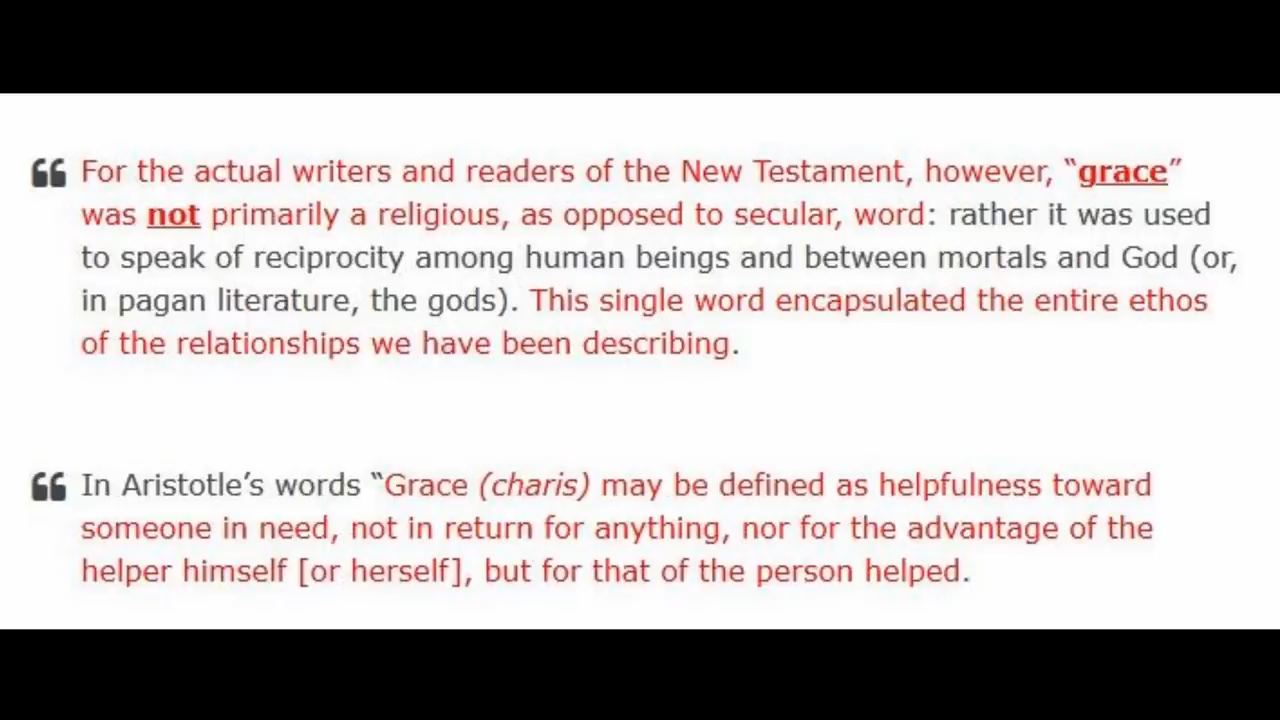 ❝ For the actual writers and readers of the New Testament, however, “grace”
was not primarily a religious, as opposed to secular, word: rather it was used
to speak of reciprocity among human beings and between mortals and God (or,
in pagan literature, the gods). This single word encapsulated the entire ethos
of the relationships we have been describing.
❝ In Aristotle’s words “Grace (charis) may be defined as helpfulness toward
someone in need, not in return for anything, nor for the advantage of the
helper himself [or herself], but for that of the person helped.